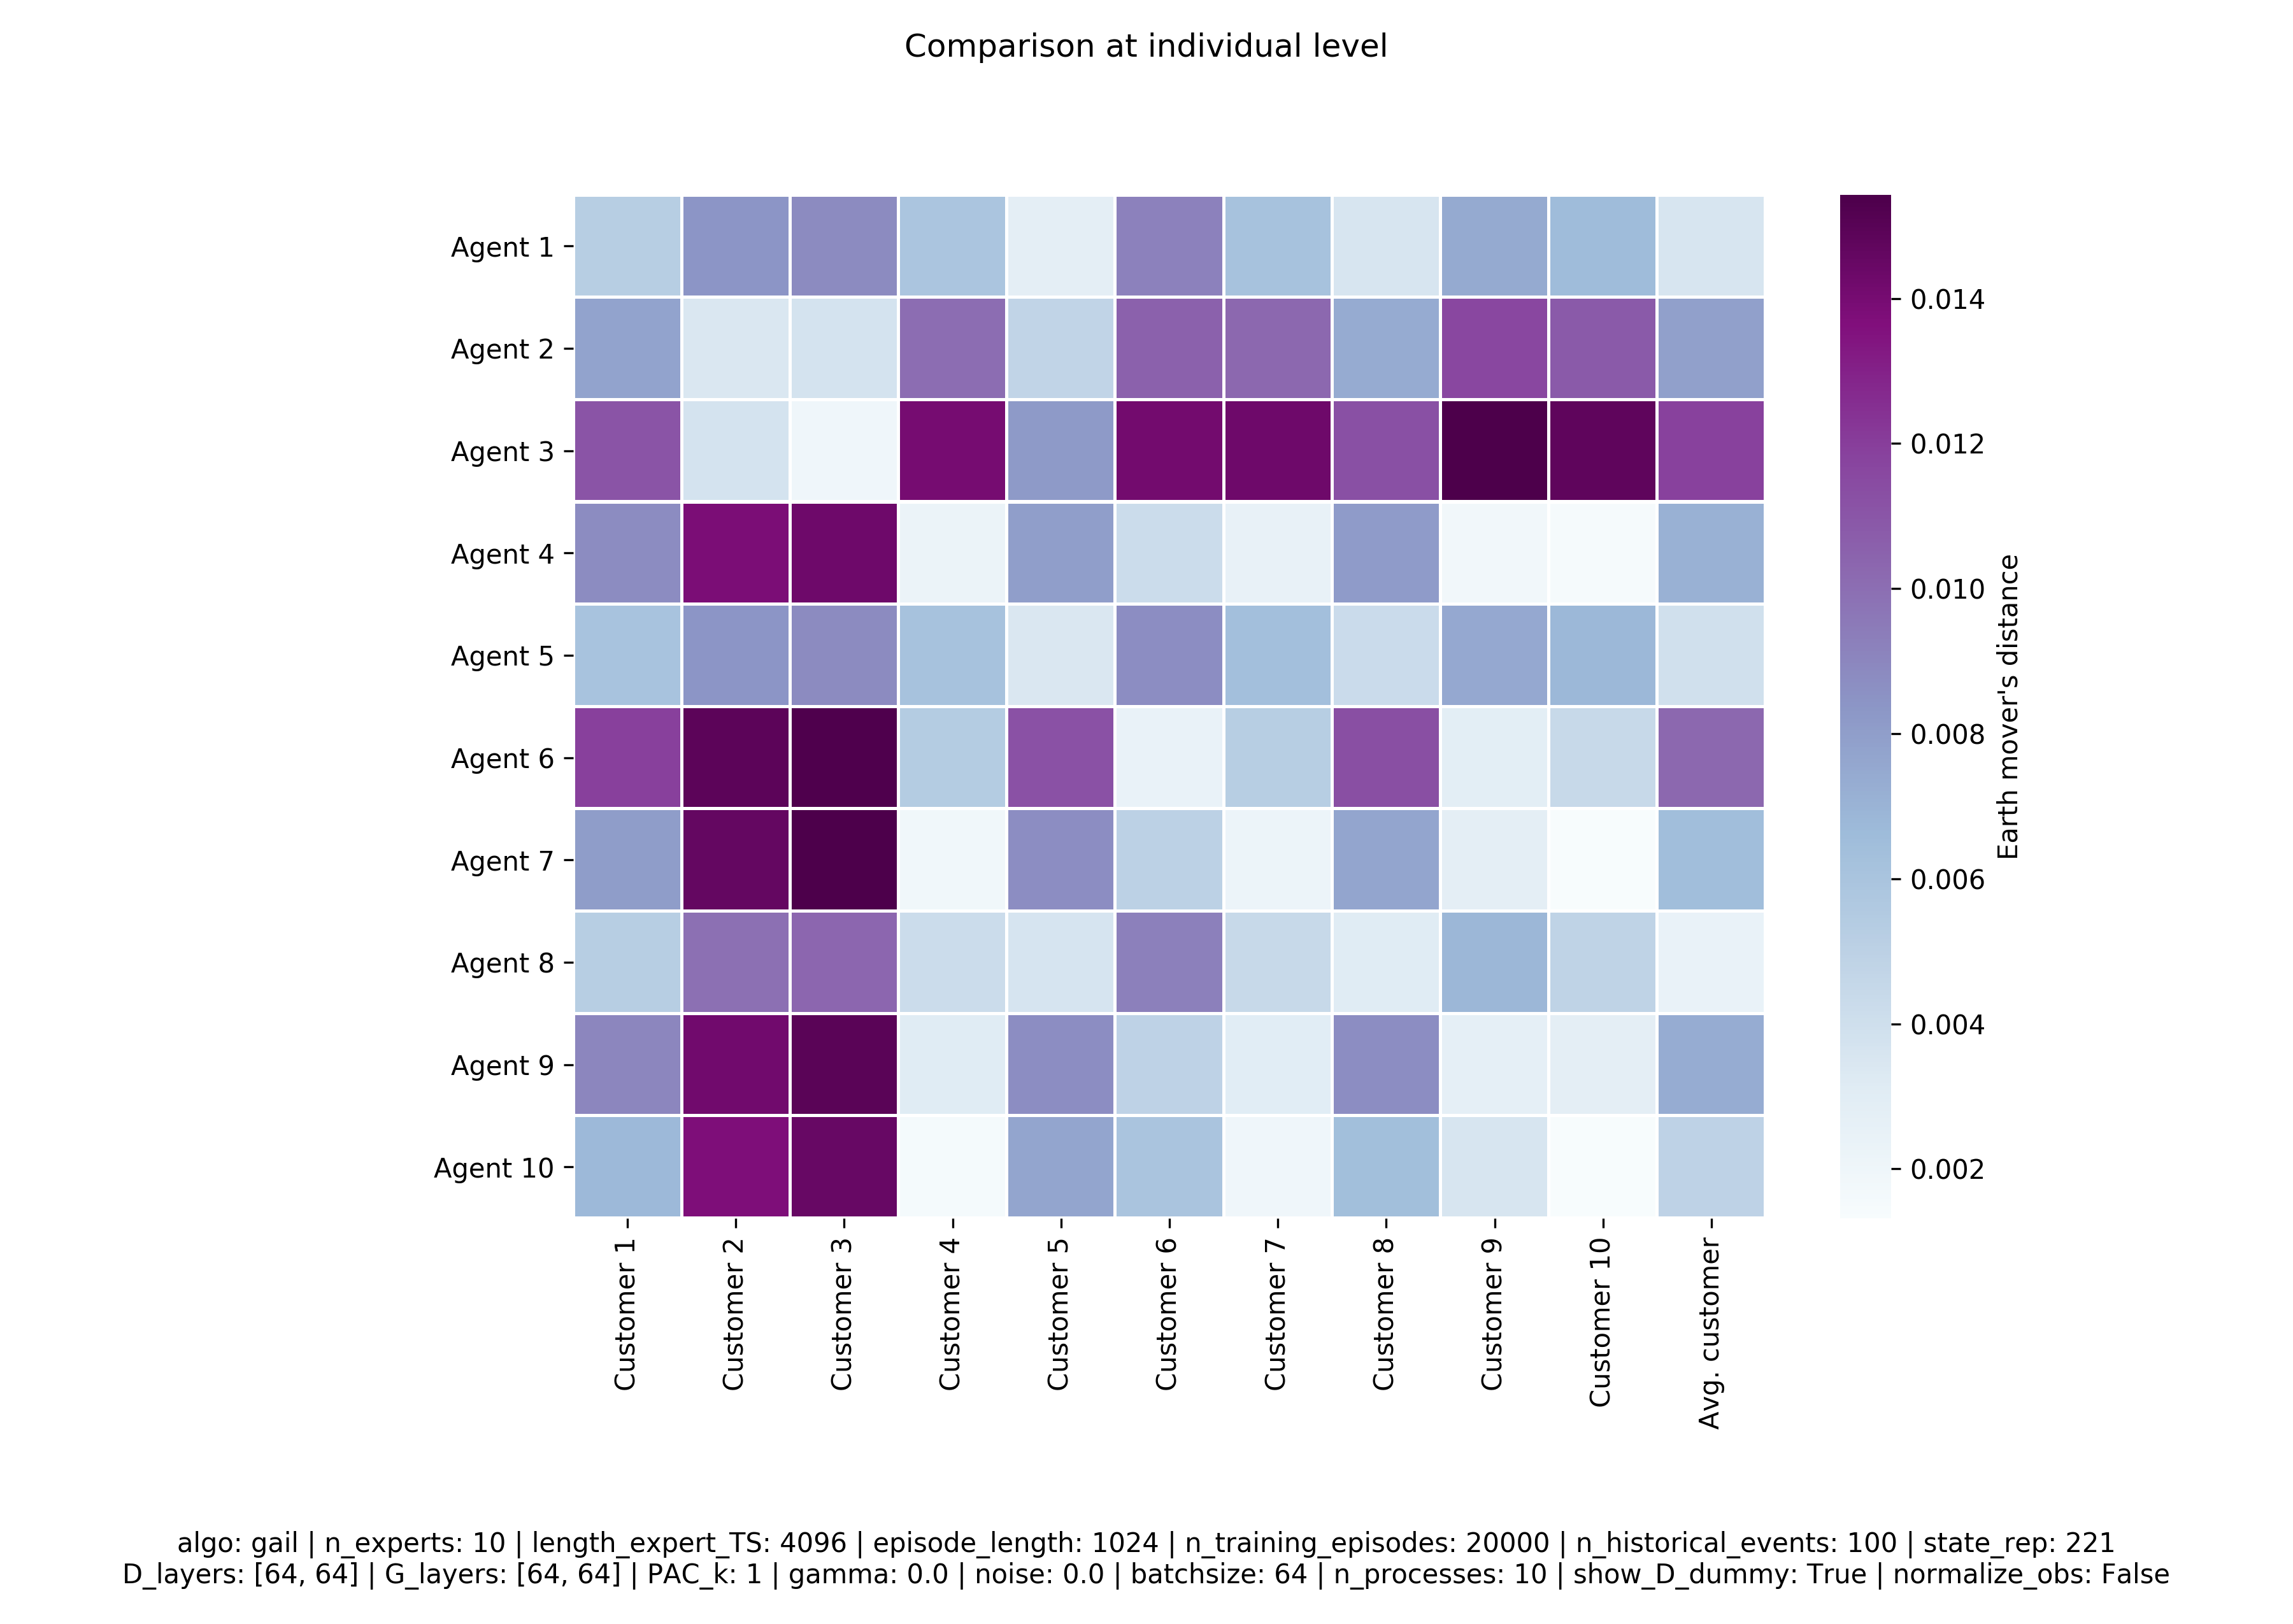 Comparison at individual level
Agent 1
Agent 2
Agent 3
Agent 4
Agent 5
Agent 6
Agent 7
Agent 8
Agent 9
Agent 10
Customer 1
Customer 2
Customer 3
Customer 4
Customer 5
Customer 6
Customer 7
Customer 8
Customer 9
Customer 10
Avg. customer
0.014
0.012
0.010
0.008
0.006
0.004
0.002
Earth mover's distance
algo: gail | n_experts: 10 | length_expert_TS: 4096 | episode_length: 1024 | n_training_episodes: 20000 | n_historical_events: 100 | state_rep: 221
D_layers: [64, 64] | G_layers: [64, 64] | PAC_k: 1 | gamma: 0.0 | noise: 0.0 | batchsize: 64 | n_processes: 10 | show_D_dummy: True | normalize_obs: False